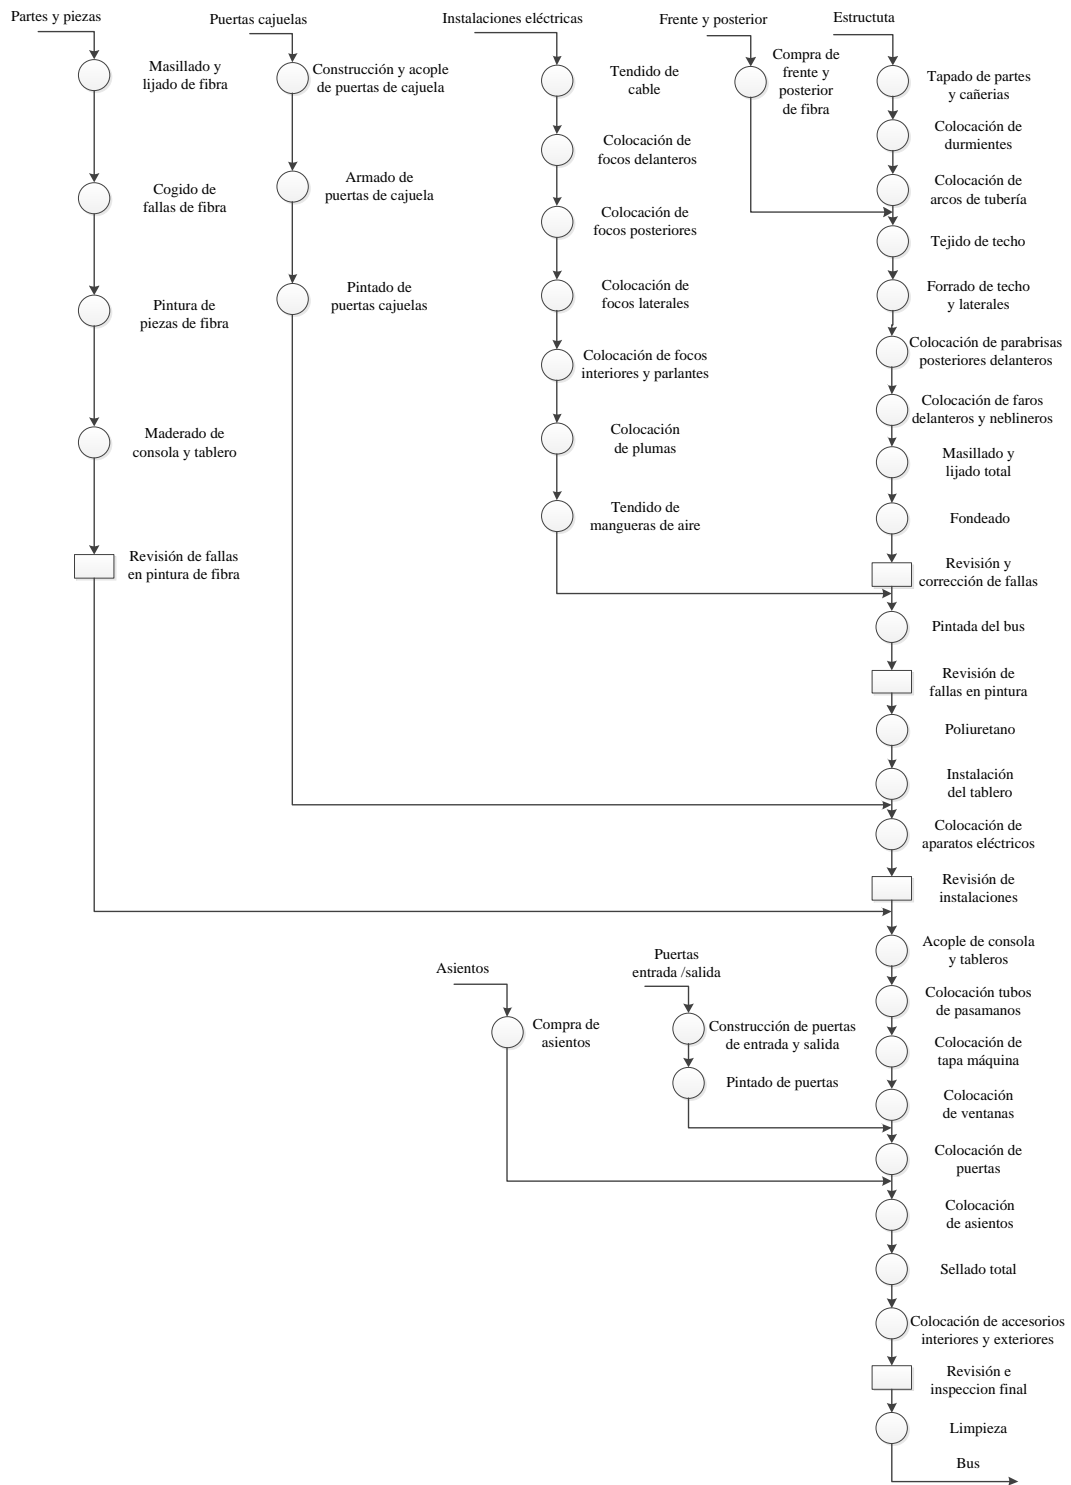 Partes y piezas
Masillado y
lijado de fibra
Cogido de
fallas de fibra
Pintura de
piezas de fibra
Maderado de
consola y tablero
Revisión de fallas
en pintura de fibra
Puertas cajuelas
Construcción y acople
de puertas de cajuela
Armado de
puertas de cajuela
Pintado de
puertas cajuelas
Instalaciones eléctricas
Tendido de
cable
Colocación de
focos delanteros
Colocación de
focos posteriores
Colocación de
focos laterales
Colocación de focos
interiores y parlantes
Colocación
de plumas
Tendido de
mangueras de aire
Frente y posterior
Compra de
frente y
posterior
de fibra
Estructuta
Tapado de partes
y cañerias
Colocación de
durmientes
Colocación de
arcos de tubería
Tejido de techo
Forrado de techo
y laterales
Colocación de parabrisas
posteriores delanteros
Colocación de faros
delanteros y neblineros
Masillado y
lijado total
Fondeado
Revisión y
corrección de fallas
Pintada del bus
Revisión de
fallas en pintura
Poliuretano
Instalación
del tablero
Colocación de
aparatos eléctricos
Revisión de
instalaciones
Acople de consola
y tableros
Colocación tubos
de pasamanos
Colocación de
tapa máquina
Colocación
de ventanas
Asientos
Compra de
asientos
Puertas
entrada /salida
Construcción de puertas
de entrada y salida
Pintado de puertas
Colocación de
puertas
Colocación
de asientos
Sellado total
Colocación de accesorios
interiores y exteriores
Revisión e
inspeccion final
Limpieza
Bus